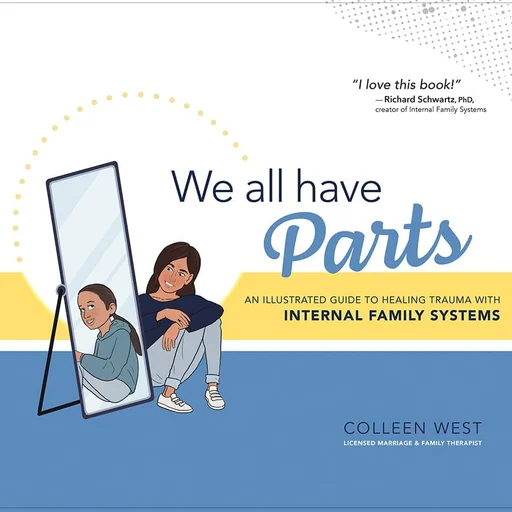 “I love this book!”
— Richard Schwartz, PhD,
creator of Internal Family Systems
We all have
Parts
AN ILLUSTRATED GUIDE TO HEALING TRAUMA WITH
INTERNAL FAMILY SYSTEMS
COLLEEN WEST
LICENSED MARRIAGE & FAMILY THERAPIST